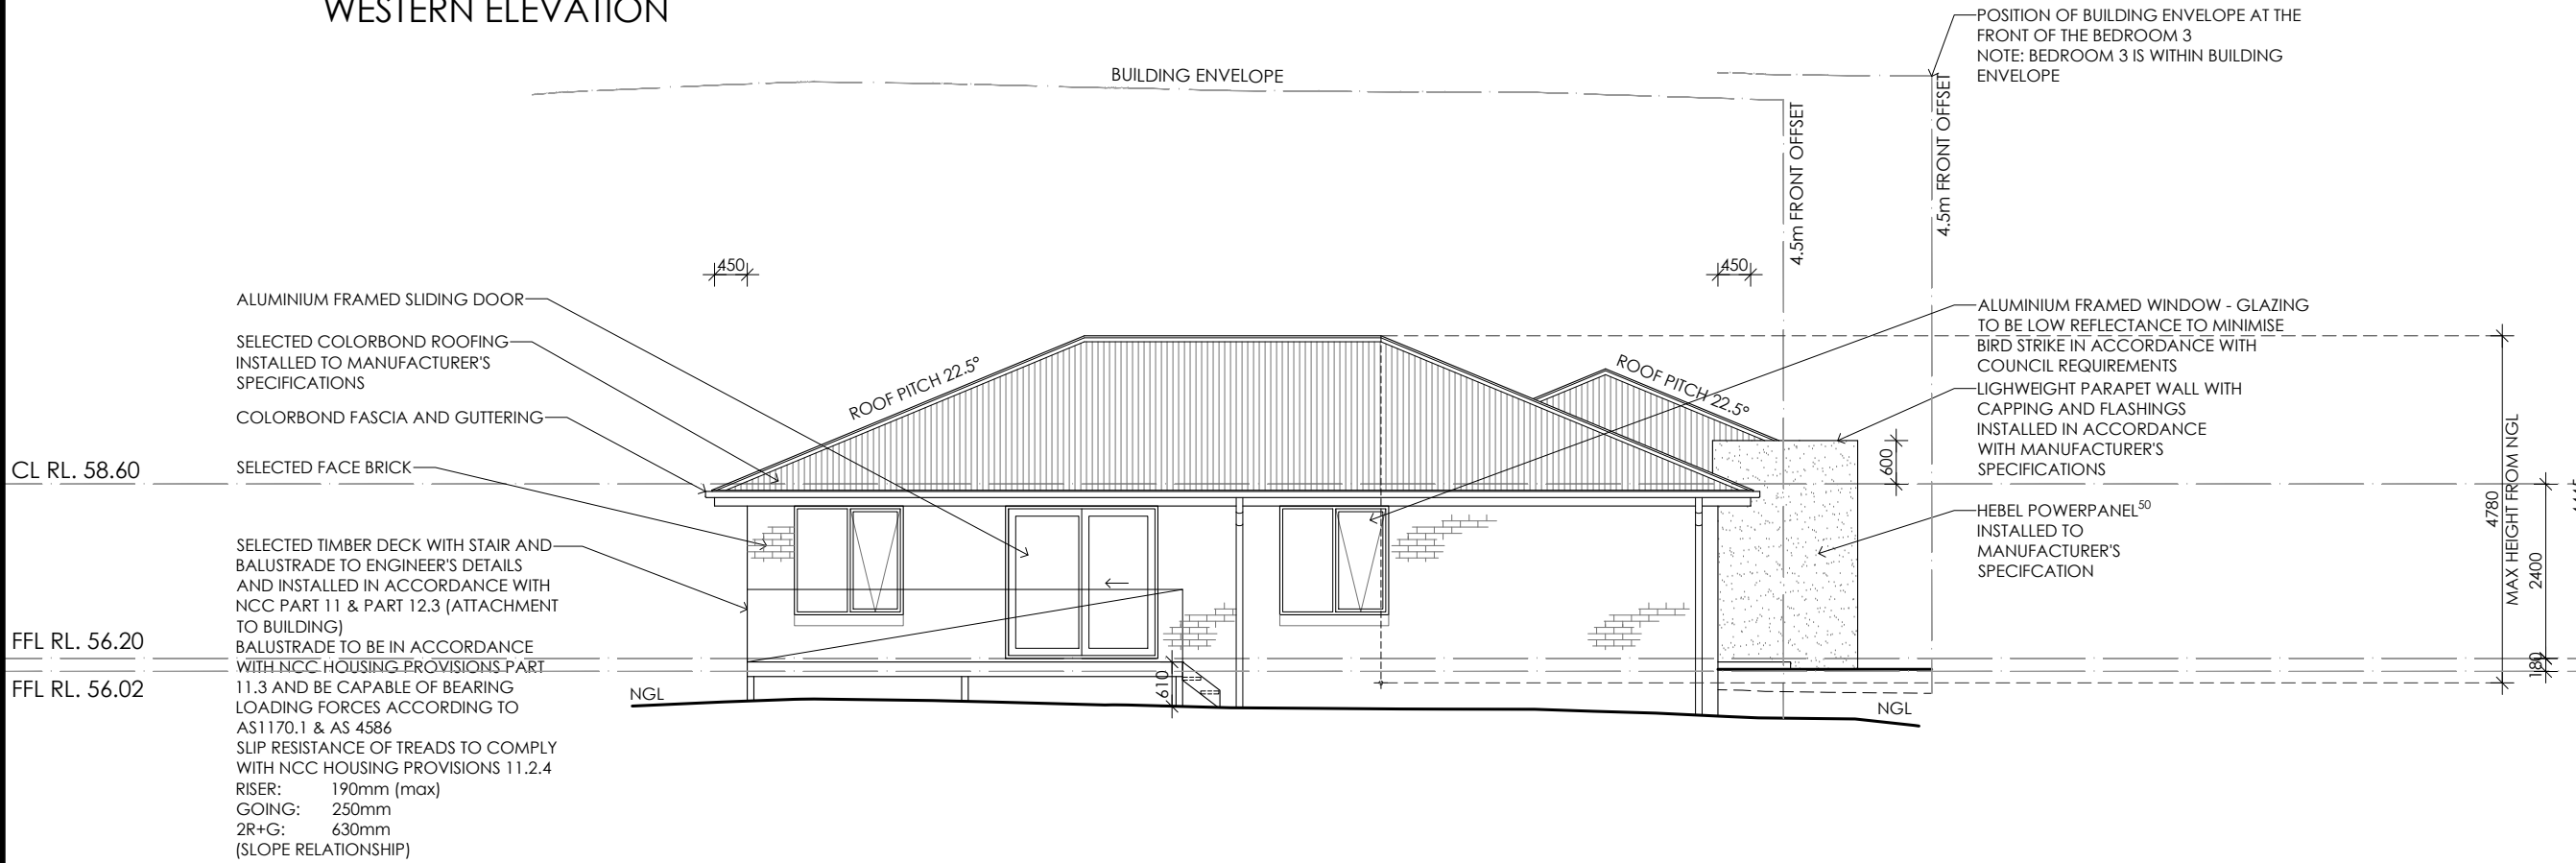 WESTERN ELEVATION
BUILDING ENVELOPE
POSITION OF BUILDING ENVELOPE AT THE
FRONT OF THE BEDROOM 3
NOTE: BEDROOM 3 IS WITHIN BUILDING
ENVELOPE
4.5m FRONT OFFSET
4.5m FRONT OFFSET
450
450
ALUMINIUM FRAMED SLIDING DOOR
SELECTED COLORBOND ROOFING
INSTALLED TO MANUFACTURER'S
SPECIFICATIONS
COLORBOND FASCIA AND GUTTERING
SELECTED FACE BRICK
SELECTED TIMBER DECK WITH STAIR AND
BALUSTRADE TO ENGINEER'S DETAILS
AND INSTALLED IN ACCORDANCE WITH
NCC PART 11 & PART 12.3 (ATTACHMENT
TO BUILDING)
BALUSTRADE TO BE IN ACCORDANCE
WITH NCC HOUSING PROVISIONS PART
11.3 AND BE CAPABLE OF BEARING
LOADING FORCES ACCORDING TO
AS1170.1 & AS 4586
SLIP RESISTANCE OF TREADS TO COMPLY
WITH NCC HOUSING PROVISIONS 11.2.4
RISER: 190mm (max)
GOING: 250mm
2R+G: 630mm
(SLOPE RELATIONSHIP)
CL RL. 58.60
FFL RL. 56.20
FFL RL. 56.02
ROOF PITCH 22.5°
ROOF PITCH 22.5°
NGL
610
NGL
600
ALUMINIUM FRAMED WINDOW - GLAZING
TO BE LOW REFLECTANCE TO MINIMISE
BIRD STRIKE IN ACCORDANCE WITH
COUNCIL REQUIREMENTS
LIGHWEIGHT PARAPET WALL WITH
CAPPING AND FLASHINGS
INSTALLED IN ACCORDANCE
WITH MANUFACTURER'S
SPECIFICATIONS
HEBEL POWERPANEL50
INSTALLED TO
MANUFACTURER'S
SPECIFCATION
4780
MAX HEIGHT FROM NGL
2400
180